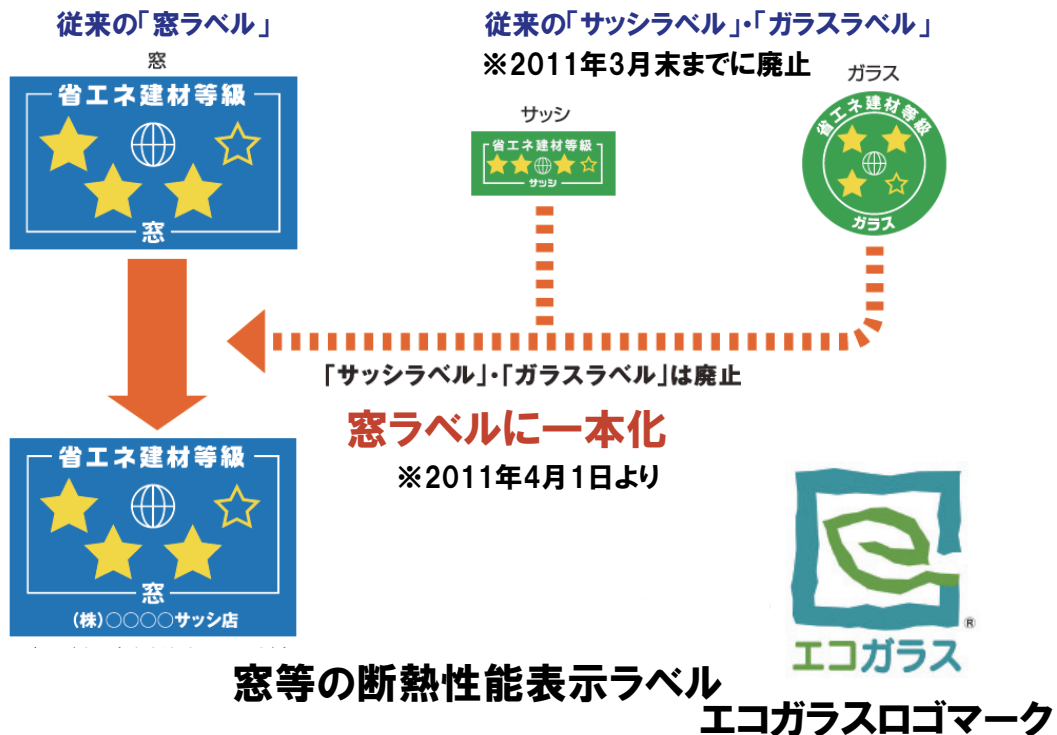 従来の「窓ラベル」
窓
省エネ建材等級
窓
従来の「サッシラベル」・「ガラスラベル」
※2011年3月末までに廃止
サッシ
省エネ建材等級
サッシ
ガラス
省エネ建材等級
ガラス
「サッシラベル」・「ガラスラベル」は廃止
窓ラベルに一本化
※2011年4月1日より
省エネ建材等級
窓
(株)○○○○サッシ店
®
エコガラス
窓等の断熱性能表示ラベル
エコガラスロゴマーク